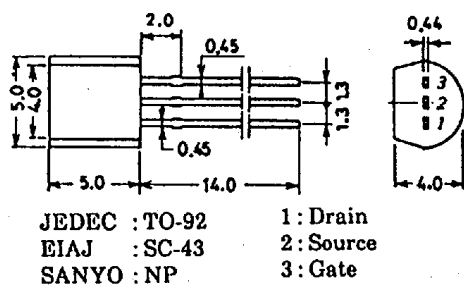 2.0
0.45
0.44
5.0
4.0
1.3
1.3
3
2
1
0.45
5.0
14.0
4.0
JEDEC : TO-92
EIAJ : SC-43
SANYO : NP
1 : Drain
2 : Source
3 : Gate